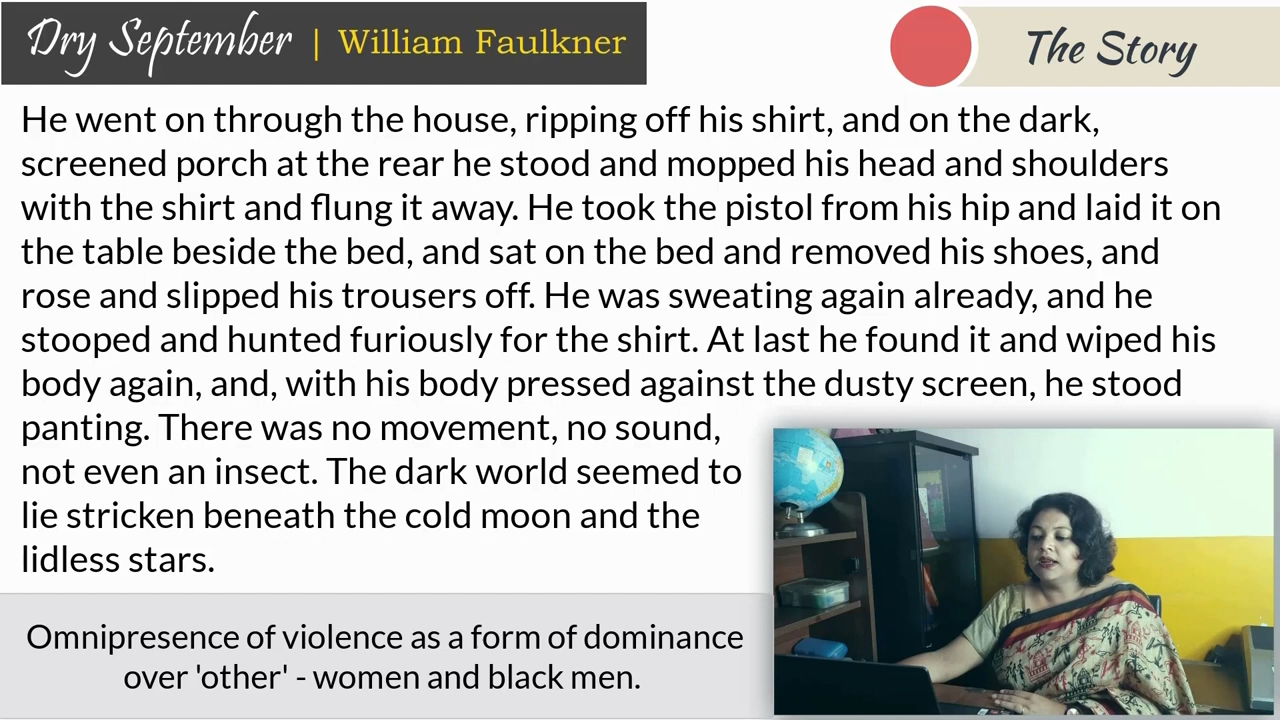 Dry September | William Faulkner
The Story
He went on through the house, ripping off his shirt, and on the dark,
screened porch at the rear he stood and mopped his head and shoulders
with the shirt and flung it away. He took the pistol from his hip and laid it on
the table beside the bed, and sat on the bed and removed his shoes, and
rose and slipped his trousers off. He was sweating again already, and he
stooped and hunted furiously for the shirt. At last he found it and wiped his
body again, and, with his body pressed against the dusty screen, he stood
panting. There was no movement, no sound,
not even an insect. The dark world seemed to
lie stricken beneath the cold moon and the
lidless stars.
Omnipresence of violence as a form of dominance
over 'other' - women and black men.